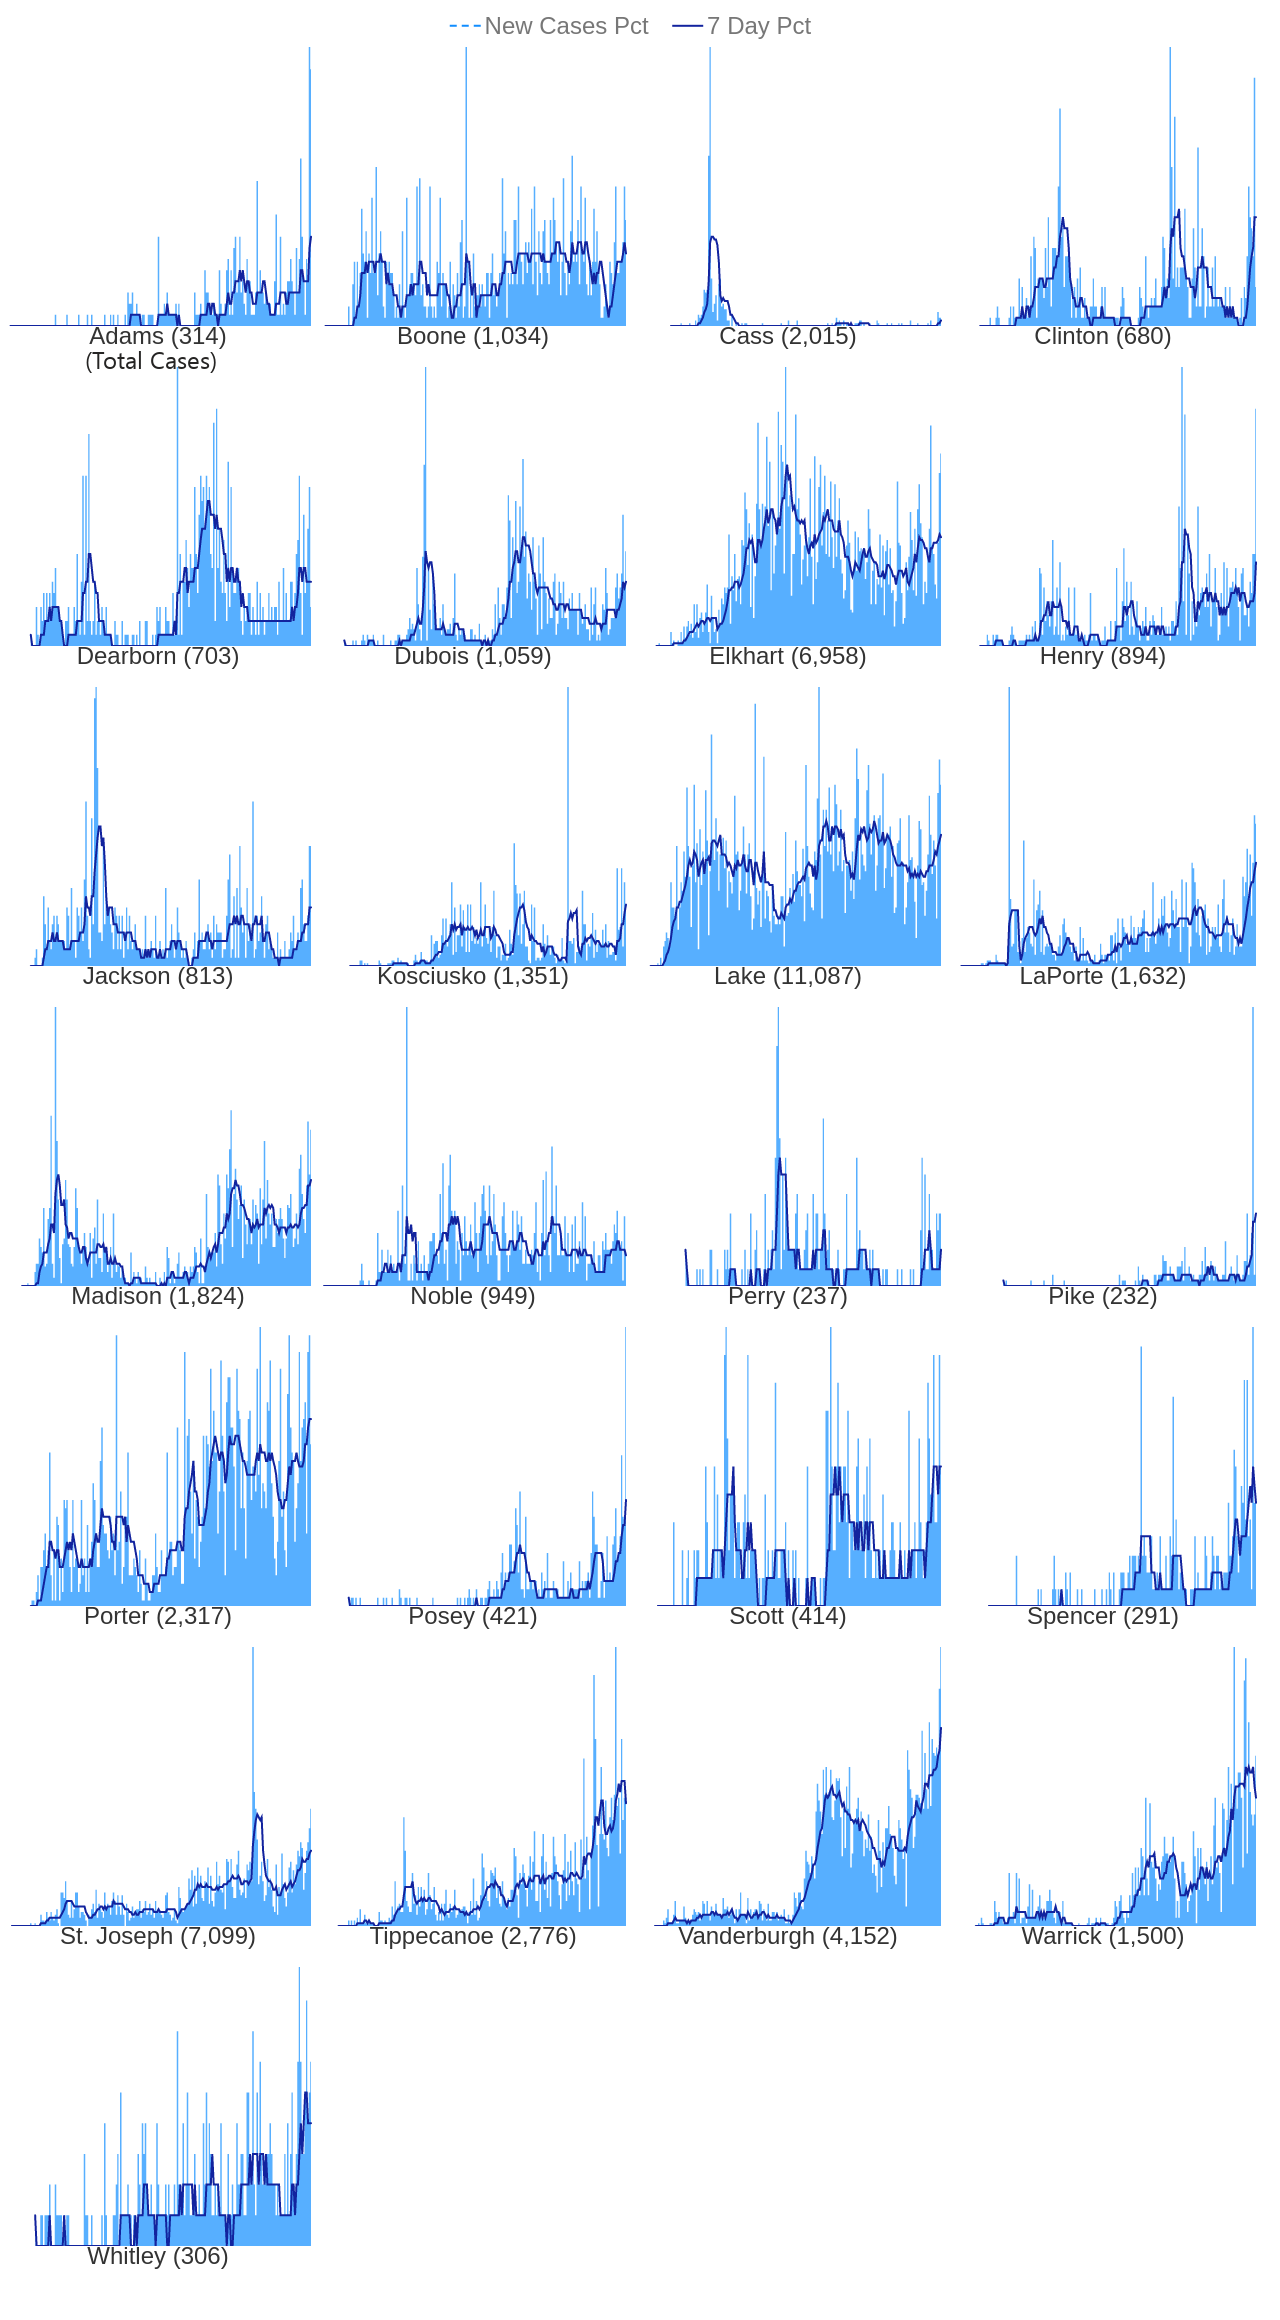 New Cases Pct 7 Day Pct
Adams (314) Boone (1,034) Cass (2,015) Clinton (680)
(Total Cases)
Dearborn (703) Dubois (1,059) Elkhart (6,958) Henry (894)
Jackson (813) Kosciusko (1,351) Lake (11,087) LaPorte (1,632)
Madison (1,824) Noble (949) Perry (237) Pike (232)
Porter (2,317) Posey (421) Scott (414) Spencer (291)
St. Joseph (7,099) Tippecanoe (2,776) Vanderburgh (4,152) Warrick (1,500)
Whitley (306)